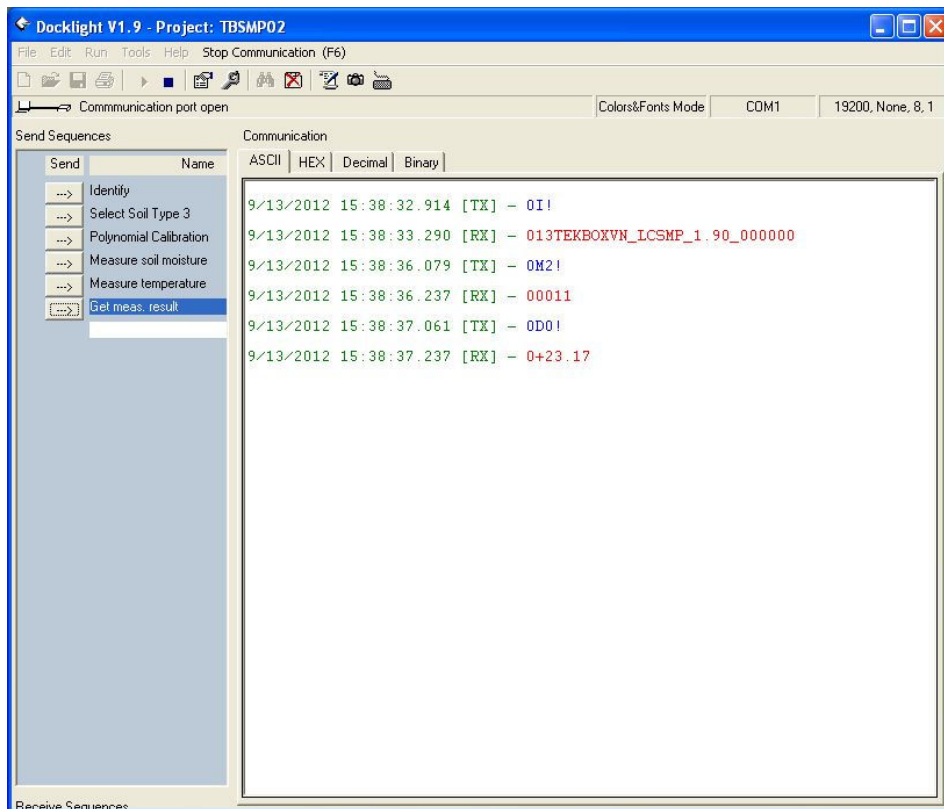 Docklight V1.9 - Project: TBSMP02
File Edit Run Tools Help Stop Communication (F6)
Commmunication port open Colors&Fonts Mode COM1 19200, None, 8, 1
Send Sequences
Send Name
---> Identify
---> Select Soil Type 3
---> Polynomial Calibration
---> Measure soil moisture
---> Measure temperature
---> Get meas. result
Communication
ASCII HEX Decimal Binary
9/13/2012 15:38:32.914 [TX] - 0I!
9/13/2012 15:38:33.290 [RX] - 013TEKBOXVN_LCSMP_1.90_000000
9/13/2012 15:38:36.079 [TX] - 0M2!
9/13/2012 15:38:36.237 [RX] - 00011
9/13/2012 15:38:37.061 [TX] - 0D0!
9/13/2012 15:38:37.237 [RX] - 0+23.17
Receive Sequences